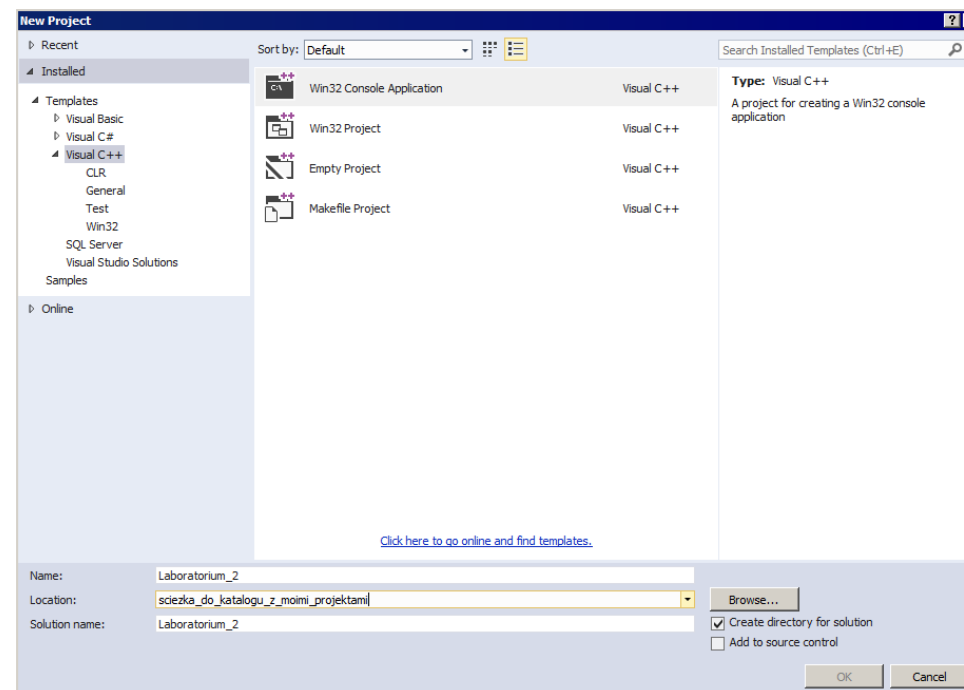 New Project
Recent
Installed
Templates
Visual Basic
Visual C#
Visual C++
CLR
General
Test
Win32
SQL Server
Visual Studio Solutions
Samples
Online
Sort by: Default
Search Installed Templates (Ctrl+E)
Win32 Console Application Visual C++
Win32 Project Visual C++
Empty Project Visual C++
Makefile Project Visual C++
Click here to go online and find templates.
Type: Visual C++
A project for creating a Win32 console
application
Name: Laboratorium_2
Location: sciezka_do_katalogu_z_moimi_projektami
Browse...
Solution name: Laboratorium_2
Create directory for solution
Add to source control
OK Cancel